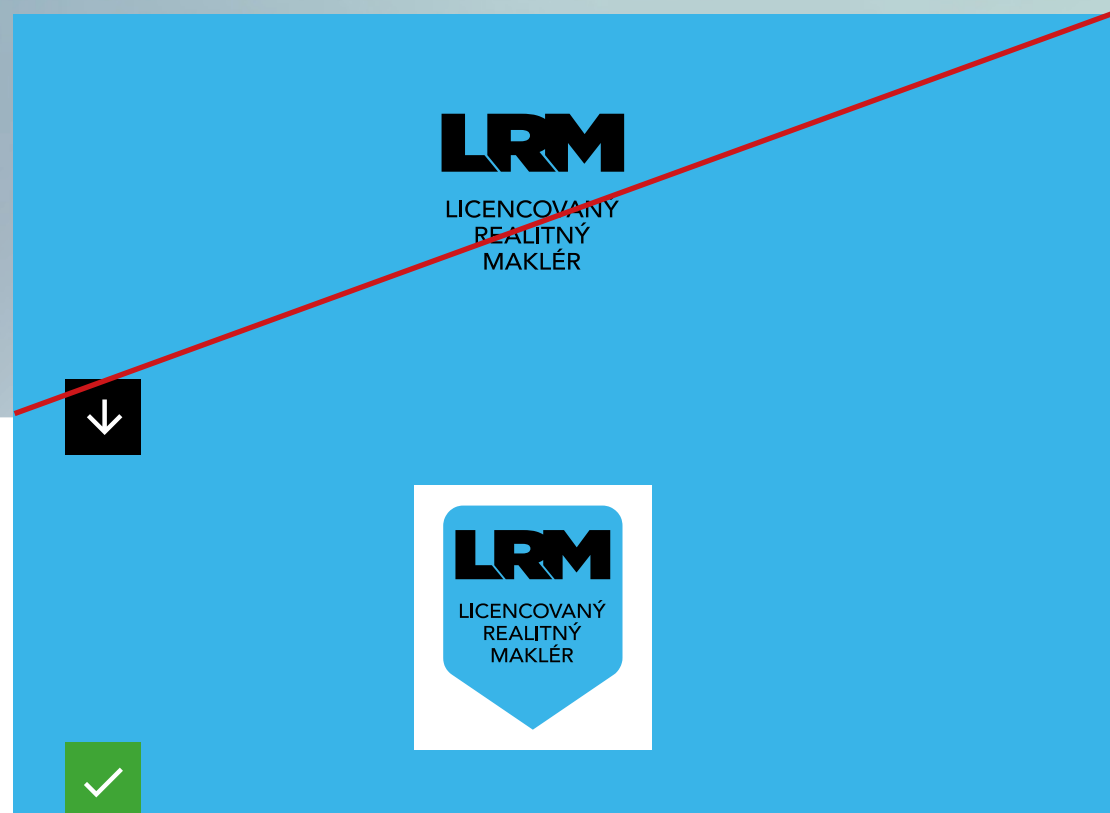 LRM
LICENCOVANÝ
REALITNÝ
MAKLÉR
LRM
LICENCOVANÝ
REALITNÝ
MAKLÉR